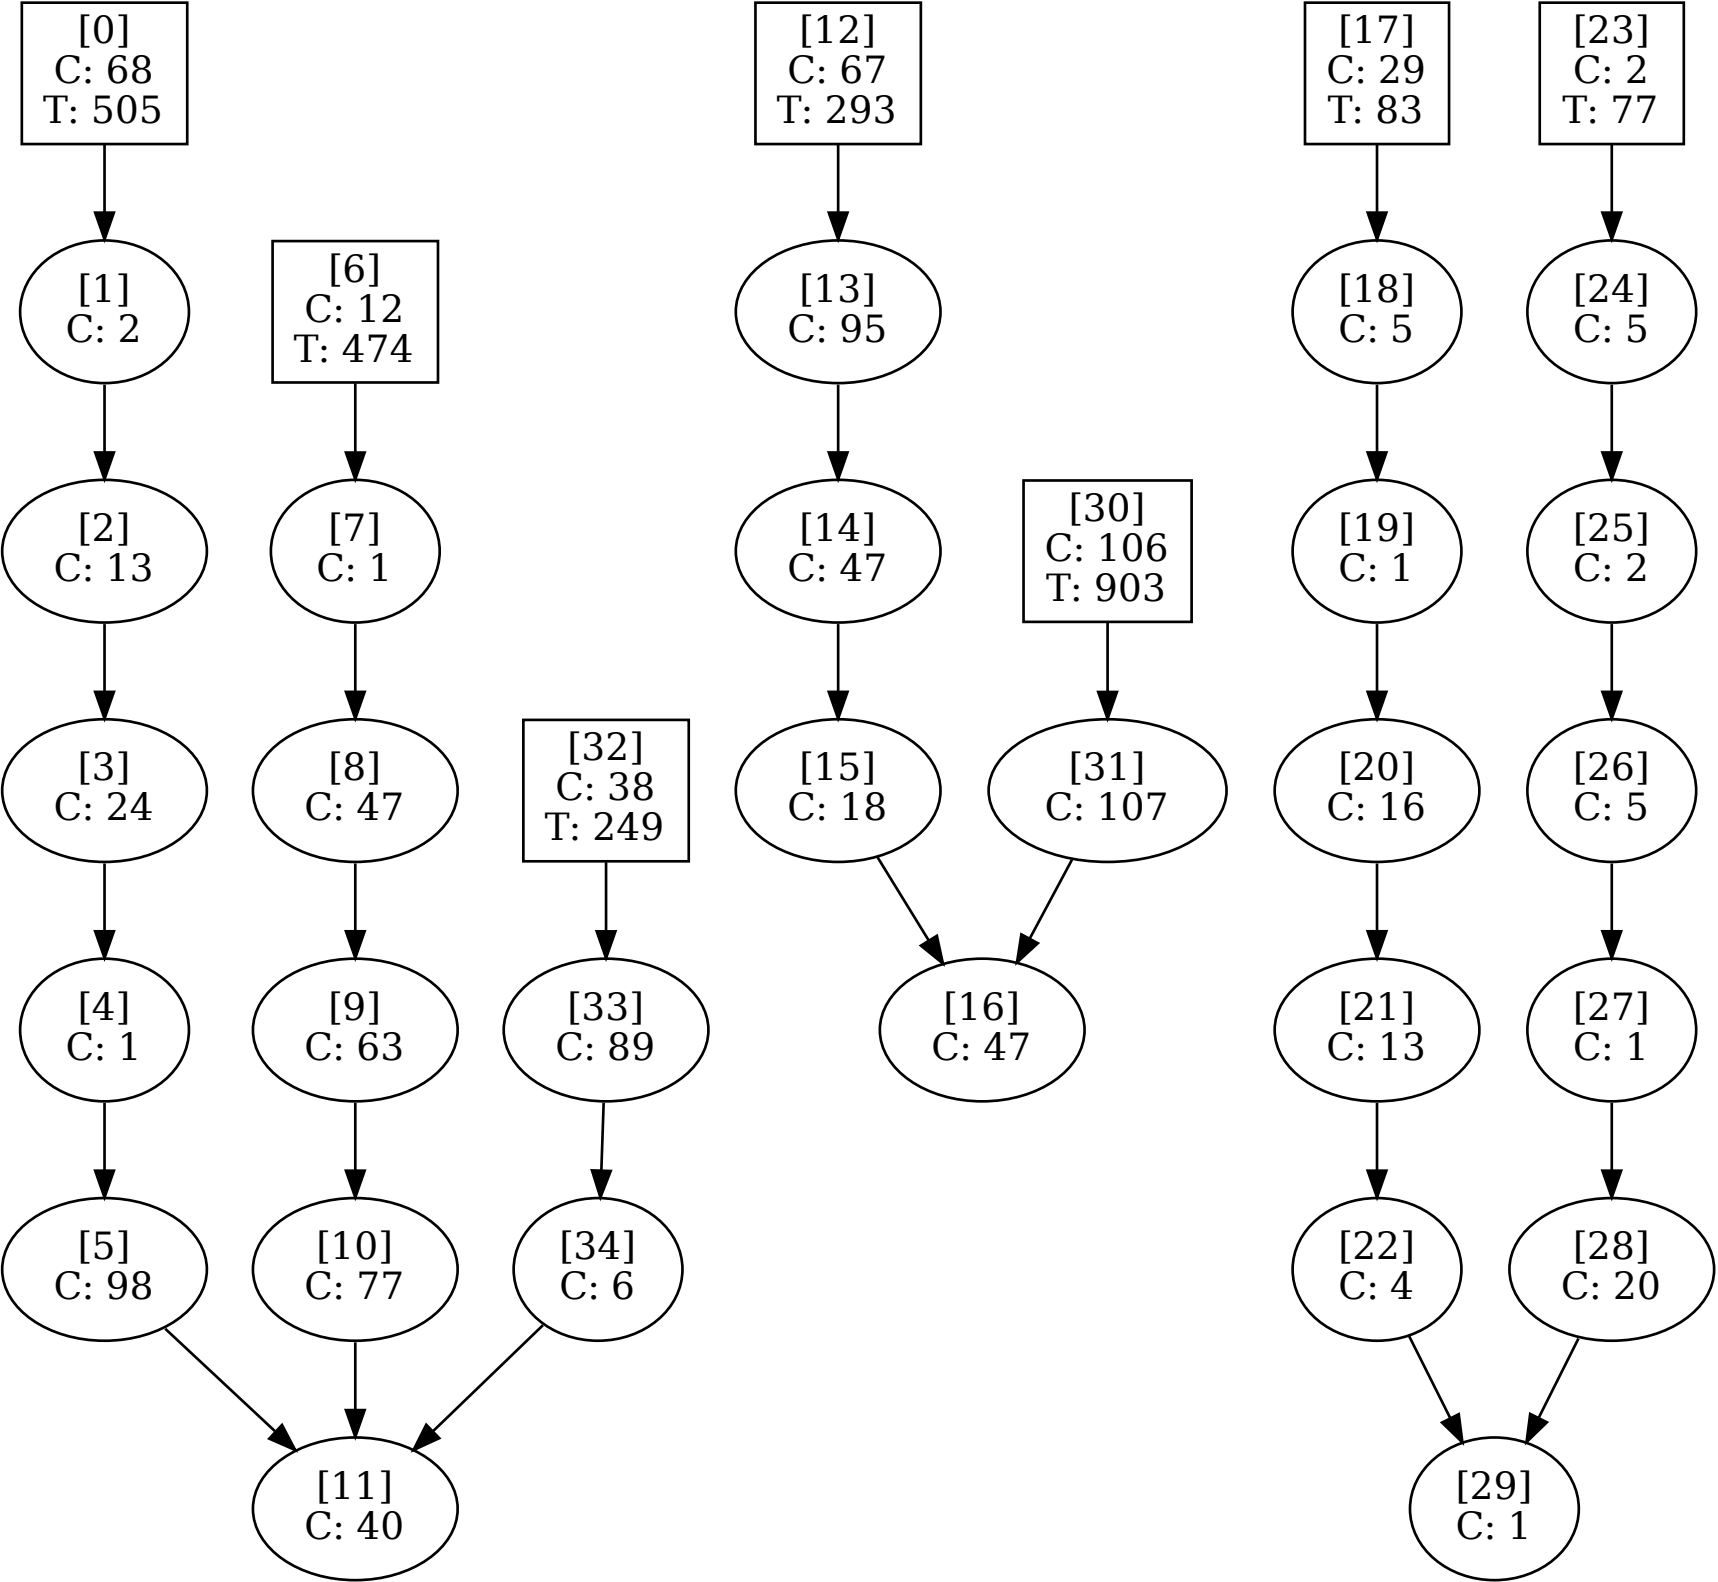 [0]
C: 68
T: 505
[12]
C: 67
T: 293
[17]
C: 29
T: 83
[23]
C: 2
T: 77
[1]
C: 2
[6]
C: 12
T: 474
[13]
C: 95
[18]
C: 5
[24]
C: 5
[2]
C: 13
[7]
C: 1
[14]
C: 47
[30]
C: 106
T: 903
[19]
C: 1
[25]
C: 2
[3]
C: 24
[8]
C: 47
[32]
C: 38
T: 249
[15]
C: 18
[31]
C: 107
[20]
C: 16
[26]
C: 5
[4]
C: 1
[9]
C: 63
[33]
C: 89
[16]
C: 47
[21]
C: 13
[27]
C: 1
[5]
C: 98
[10]
C: 77
[34]
C: 6
[22]
C: 4
[28]
C: 20
[11]
C: 40
[29]
C: 1